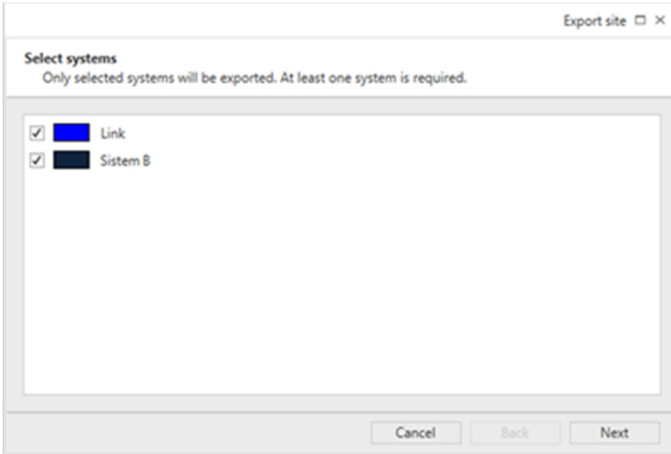 Export site
Select systems
Only selected systems will be exported. At least one system is required.
Link
Sistem B
Cancel
Back
Next